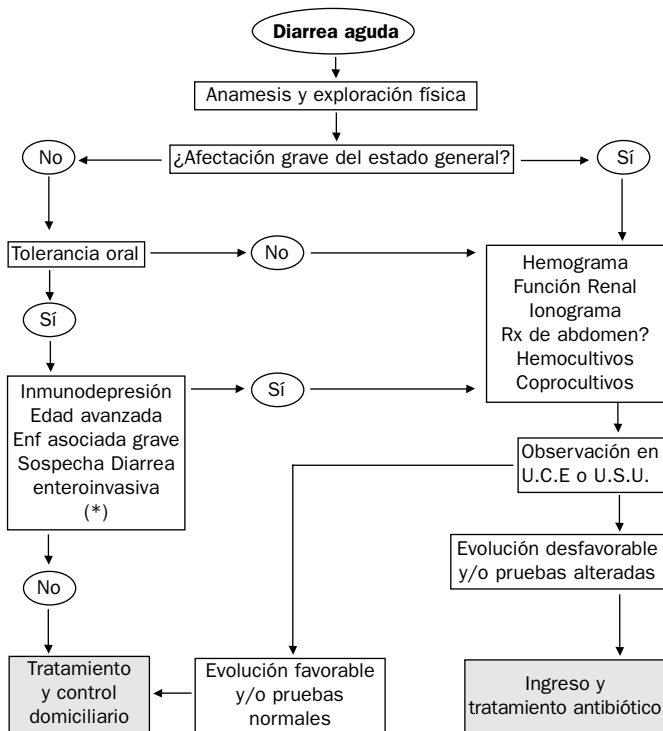 Diarrea aguda
Anamesis y exploración física
No
¿Afectación grave del estado general?
Sí
Tolerancia oral
No
Hemograma
Función Renal
Ionograma
Rx de abdomen?
Hemocultivos
Coprocultivos
Sí
Inmunodepresión
Edad avanzada
Enf asociada grave
Sospecha Diarrea
enteroinvasiva
(*)
Sí
Observación en
U.C.E o U.S.U.
Evolución desfavorable
y/o pruebas alteradas
No
Tratamiento
y control
domiciliario
Evolución favorable
y/o pruebas
normales
Ingreso y
tratamiento antibiótico